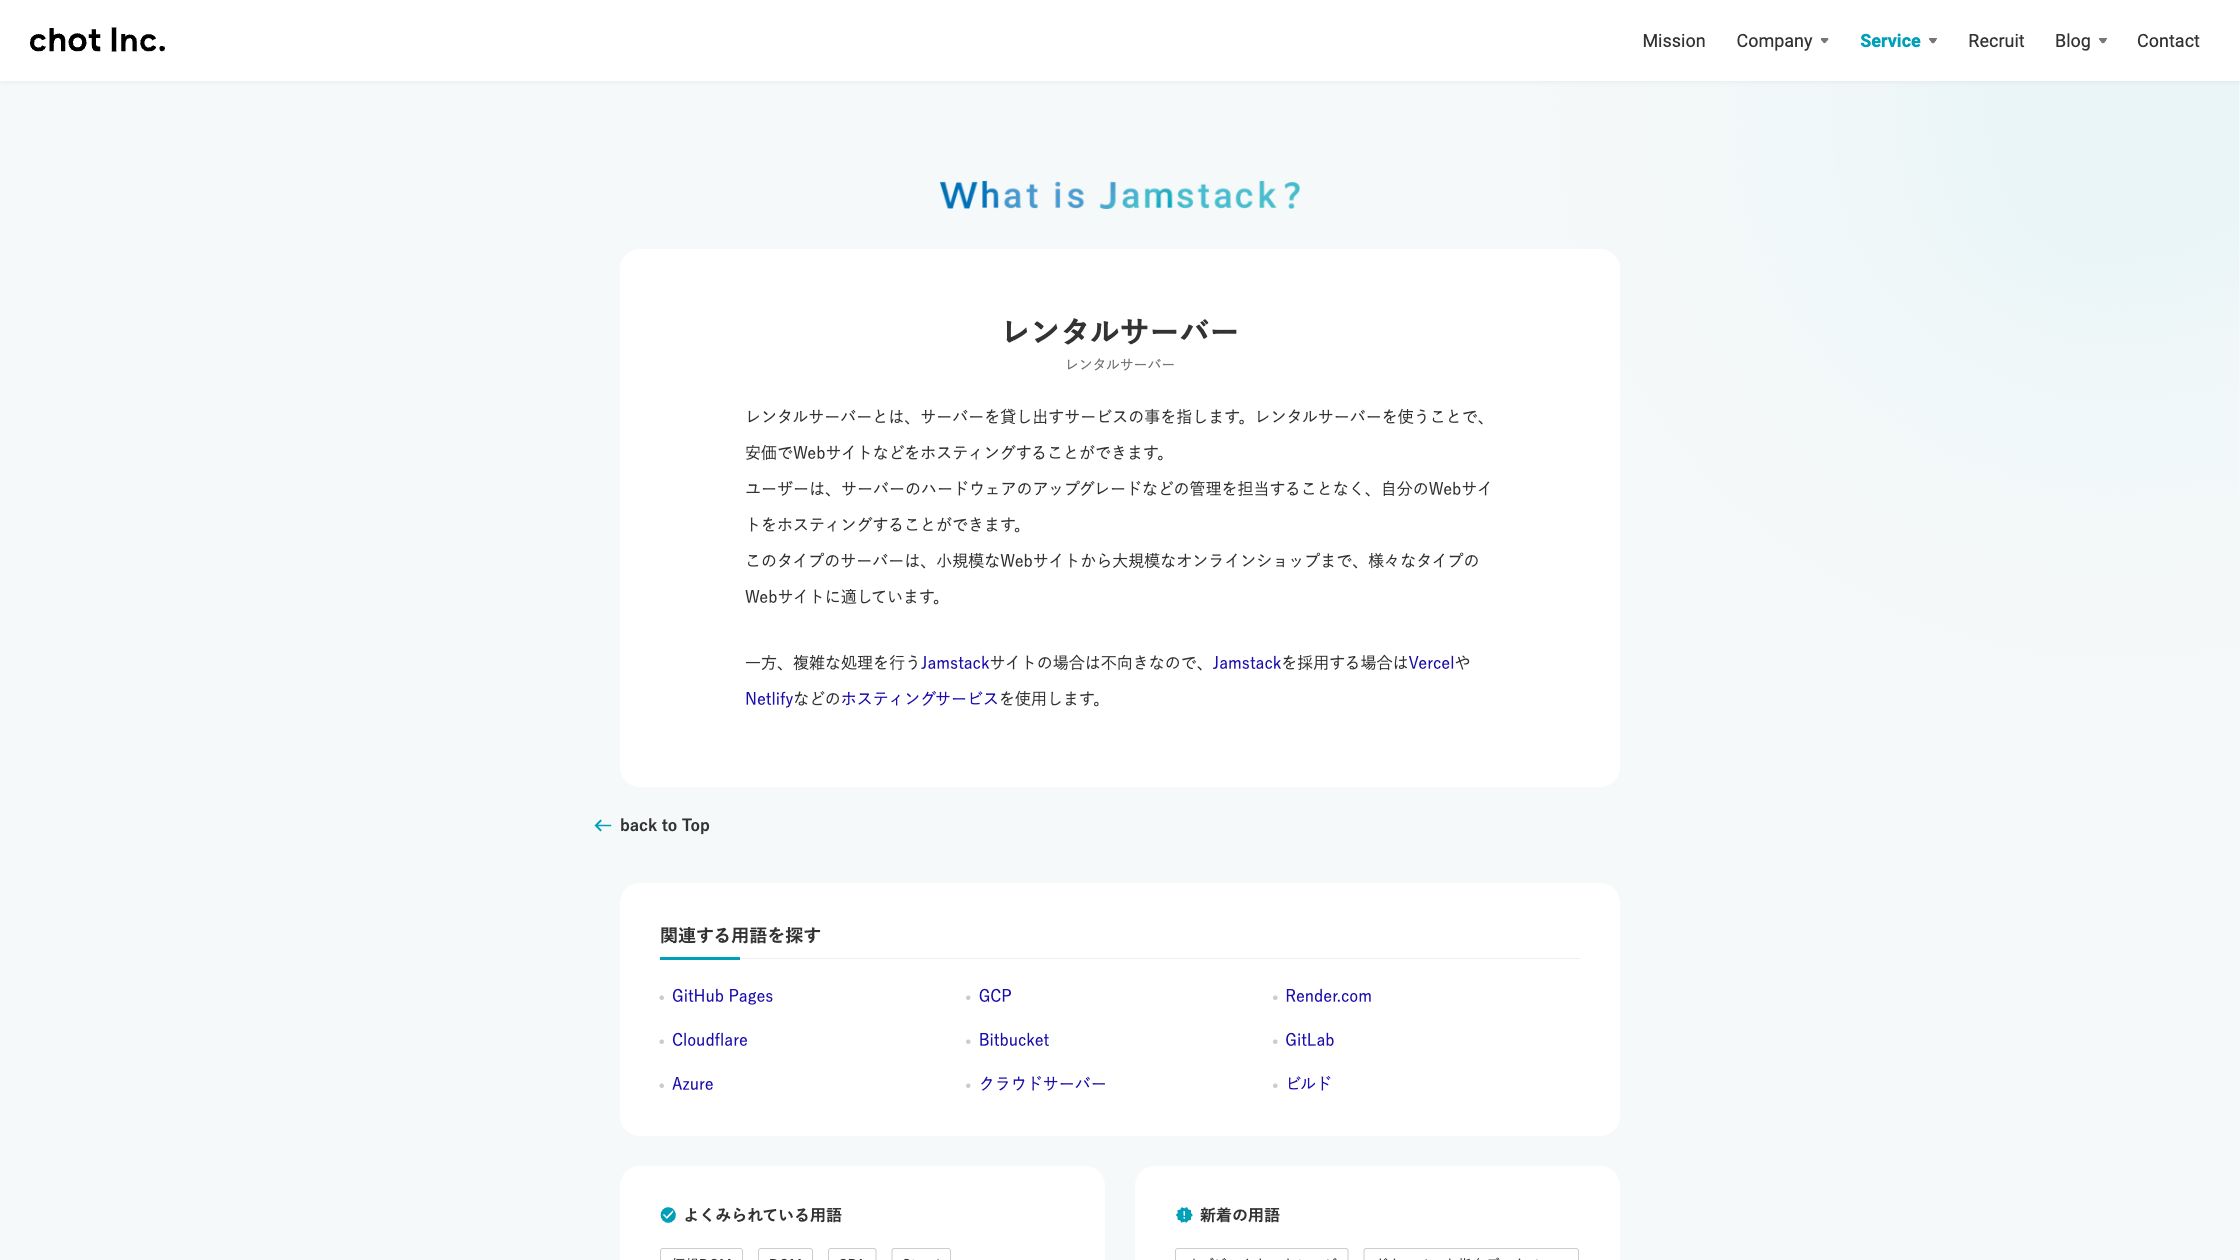 chot Inc.
Mission Company Service Recruit Blog Contact
What is Jamstack?
レンタルサーバー
レンタルサーバー
レンタルサーバーとは、サーバーを貸し出すサービスの事を指します。レンタルサーバーを使うことで、
安価でWebサイトなどをホスティングすることができます。
ユーザーは、サーバーのハードウェアのアップグレードなどの管理を担当することなく、自分のWebサイ
トをホスティングすることができます。
このタイプのサーバーは、小規模なWebサイトから大規模なオンラインショップまで、様々なタイプの
Webサイトに適しています。
一方、複雑な処理を行うJamstackサイトの場合は不向きなので、Jamstackを採用する場合はVercelや
Netlifyなどのホスティングサービスを使用します。
back to Top
関連する用語を探す
GitHub Pages GCP Render.com
Cloudflare Bitbucket GitLab
Azure クラウドサーバー ビルド
よくみられている用語
新着の用語